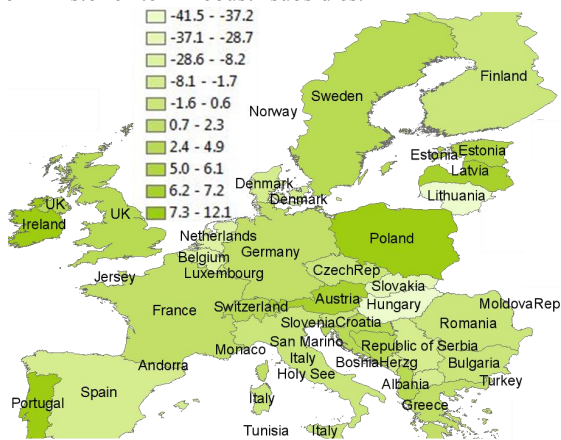 -41.5 - -37.2
-37.1 - -28.7
-28.6 - -8.2
-8.1 - -1.7
-1.6 - 0.6
0.7 - 2.3
2.4 - 4.9
5.0 - 6.1
6.2 - 7.2
7.3 - 12.1
Finland
Sweden
Norway
Estonia
Estonia
Latvia
Denmark
Denmark
Lithuania
UK
UK
Ireland
Netherlands
Poland
Belgium
Germany
Luxembourg
CzechRep
Jersey
Slovakia
Austria
Hungary
France
Switzerland
MoldovaRep
Slovenia
Croatia
Romania
San Marino
Republic of Serbia
Monaco
Italy
BosniaHerzg
Bulgaria
Andorra
Holy See
Albania
Turkey
Spain
Portugal
Italy
Greece
Tunisia
Italy